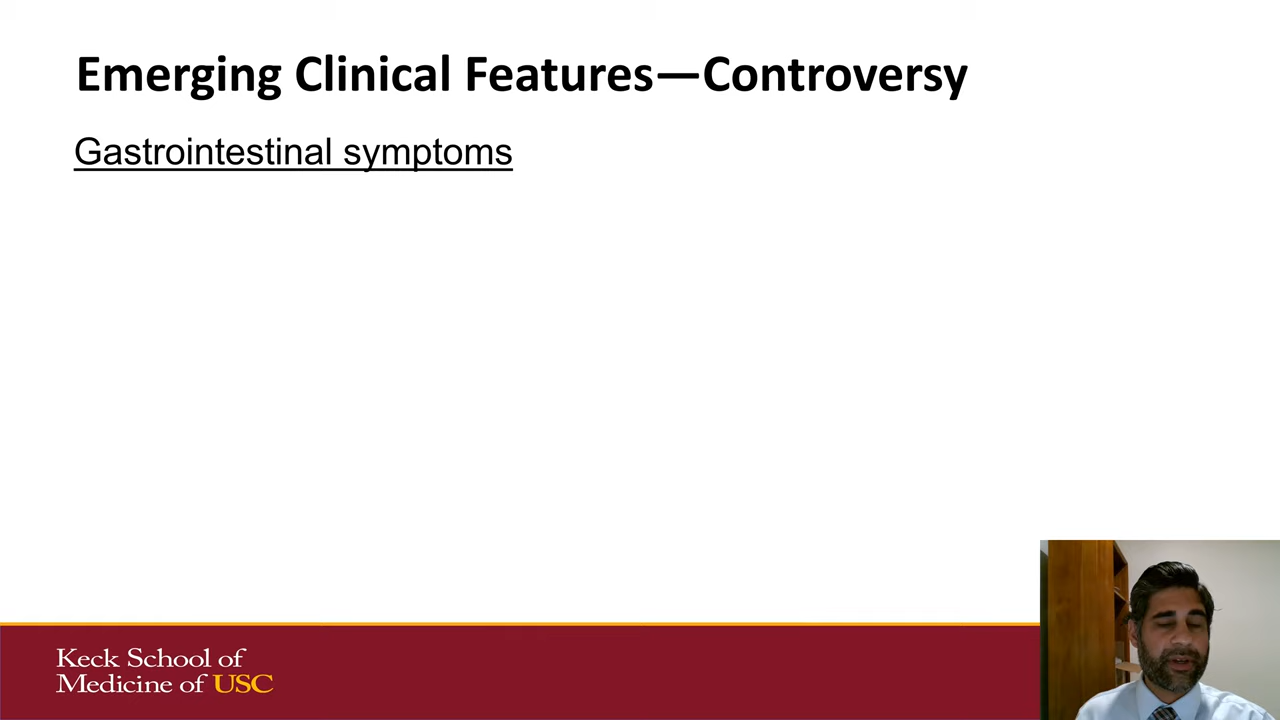 Emerging Clinical Features—Controversy
Gastrointestinal symptoms
Keck School of
Medicine of USC